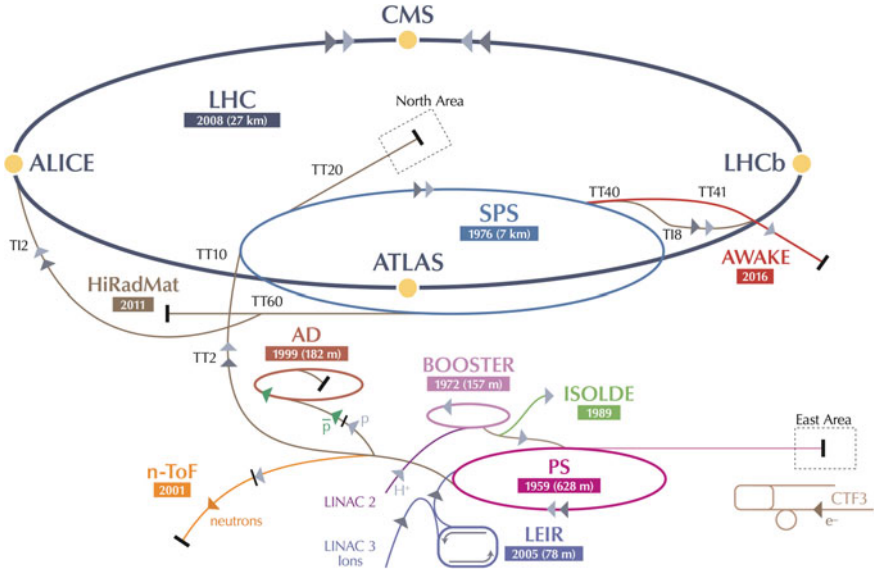 CMS
LHC
2008 (27 km)
North Area
ALICE
TT20
LHCb
TT40
TT41
SPS
1976 (7 km)
TI2
TI8
TT10
ATLAS
AWAKE
2016
HiRadMat
2011
TT60
TT2
AD
1999 (182 m)
BOOSTER
1972 (157 m)
ISOLDE
1989
p̅
p
East Area
n-ToF
2001
PS
1959 (628 m)
LINAC 2
H⁺
neutrons
CTF3
e⁻
LINAC 3
Ions
LEIR
2005 (78 m)